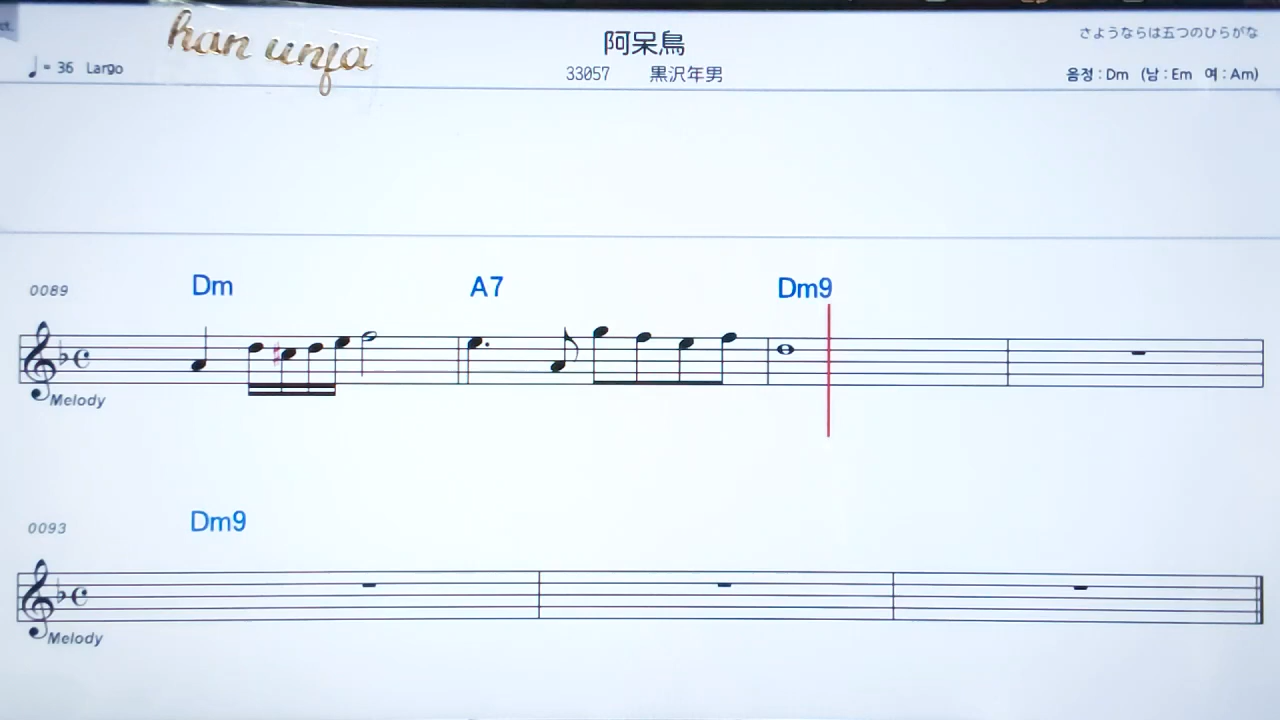 ct.
han unja
阿呆鳥
さようならは五つのひらがな
♩= 36 Largo
33057 黒沢年男
음정 : Dm (남 : Em 여 : Am)
Dm A7 Dm9
0089
Melody
Dm9
0093
Melody